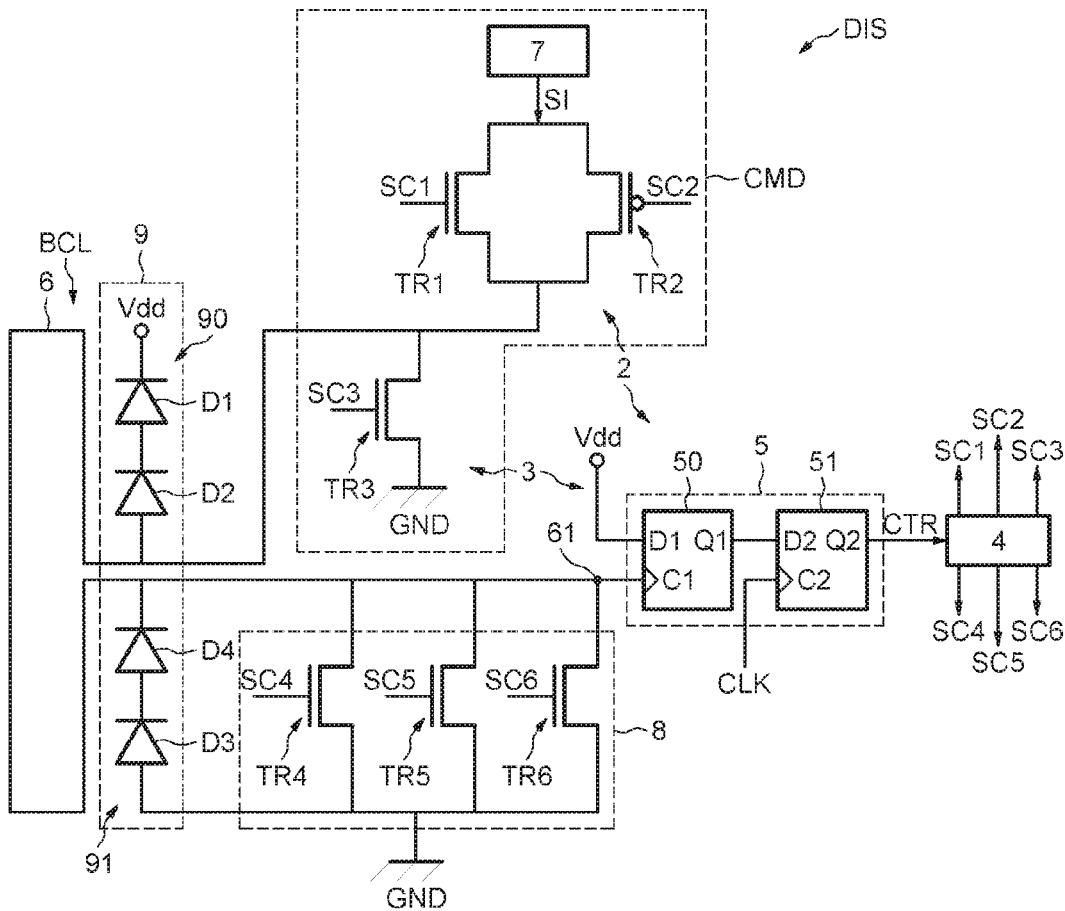 DIS
7
SI
SC1
SC2
CMD
TR1
TR2
BCL
6
9
Vdd
90
2
D1
SC3
D2
TR3
3
GND
Vdd
50
5
51
SC1
SC2
SC3
D1 Q1
D2 Q2
CTR
4
61
C1
C2
SC4
SC5
SC6
CLK
D4
SC4
SC5
SC6
D3
TR4
TR5
TR6
8
91
GND